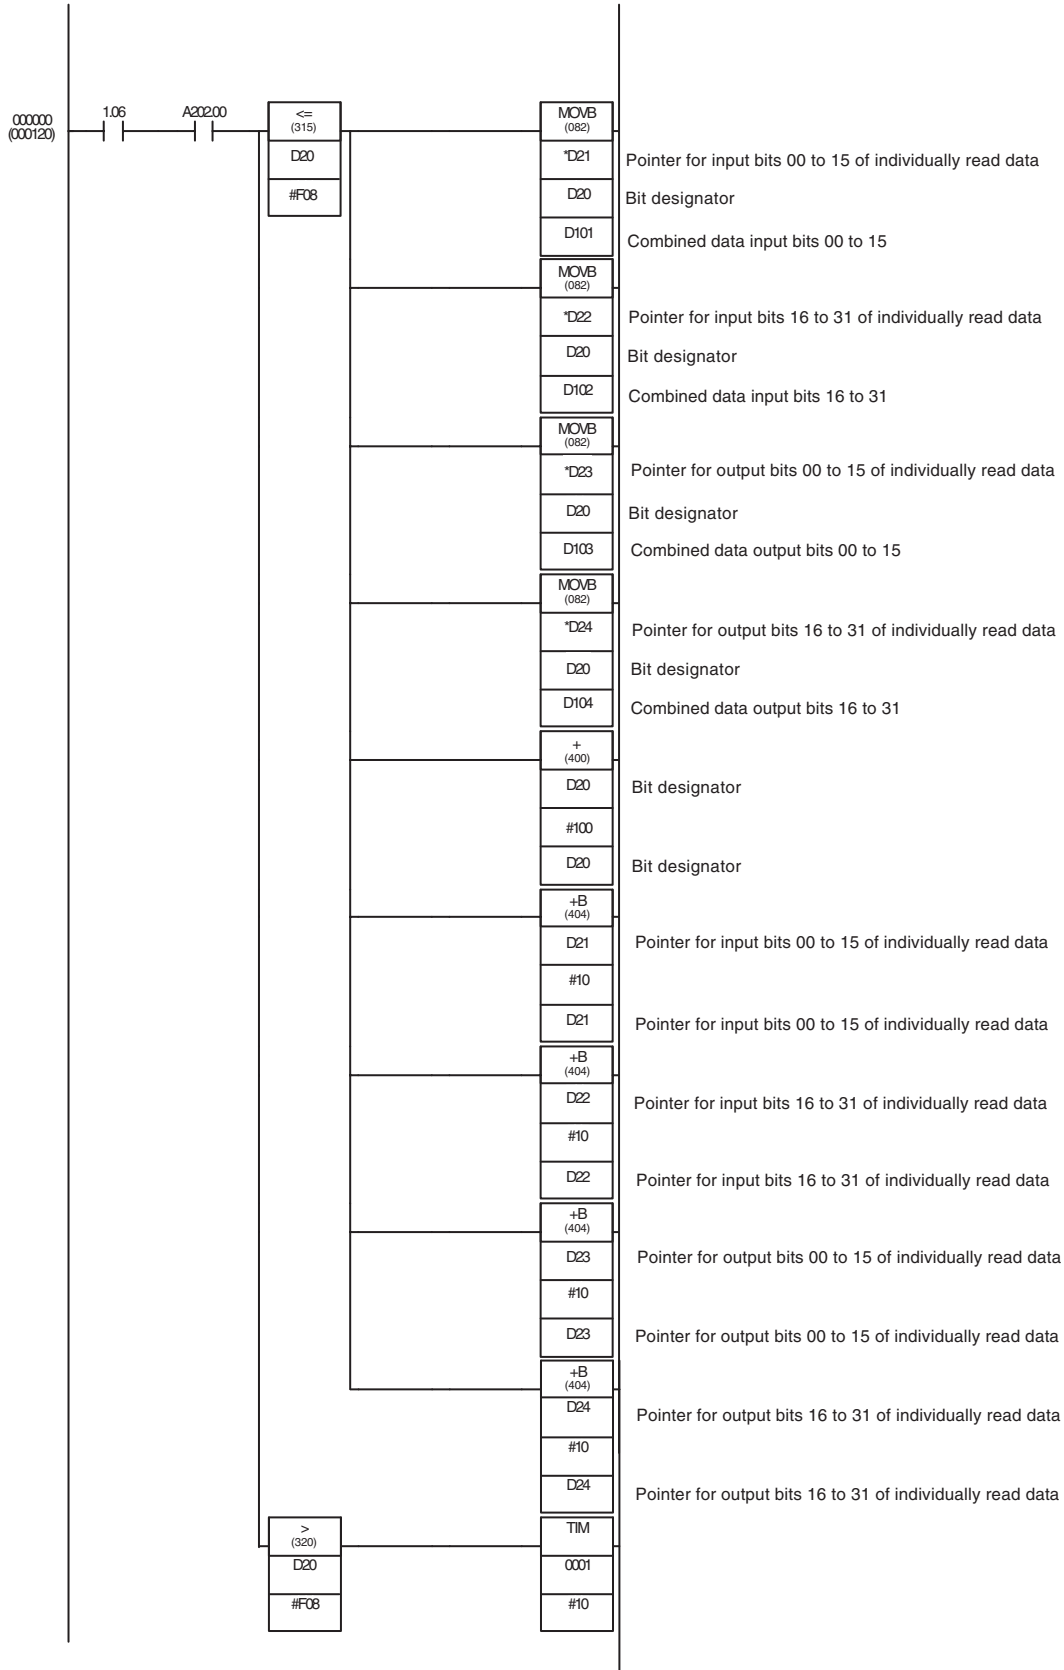 000000
(000120)
1.06
A202.00
<=
(315)
D20
#F08
MOVB
(082)
*D21 Pointer for input bits 00 to 15 of individually read data
D20 Bit designator
D101 Combined data input bits 00 to 15
MOVB
(082)
*D22 Pointer for input bits 16 to 31 of individually read data
D20 Bit designator
D102 Combined data input bits 16 to 31
MOVB
(082)
*D23 Pointer for output bits 00 to 15 of individually read data
D20 Bit designator
D103 Combined data output bits 00 to 15
MOVB
(082)
*D24 Pointer for output bits 16 to 31 of individually read data
D20 Bit designator
D104 Combined data output bits 16 to 31
+
(400)
D20 Bit designator
#100
D20 Bit designator
+B
(404)
D21 Pointer for input bits 00 to 15 of individually read data
#10
D21 Pointer for input bits 00 to 15 of individually read data
+B
(404)
D22 Pointer for input bits 16 to 31 of individually read data
#10
D22 Pointer for input bits 16 to 31 of individually read data
+B
(404)
D23 Pointer for output bits 00 to 15 of individually read data
#10
D23 Pointer for output bits 00 to 15 of individually read data
+B
(404)
D24 Pointer for output bits 16 to 31 of individually read data
#10
D24 Pointer for output bits 16 to 31 of individually read data
>
(320)
D20
#F08
TIM
0001
#10